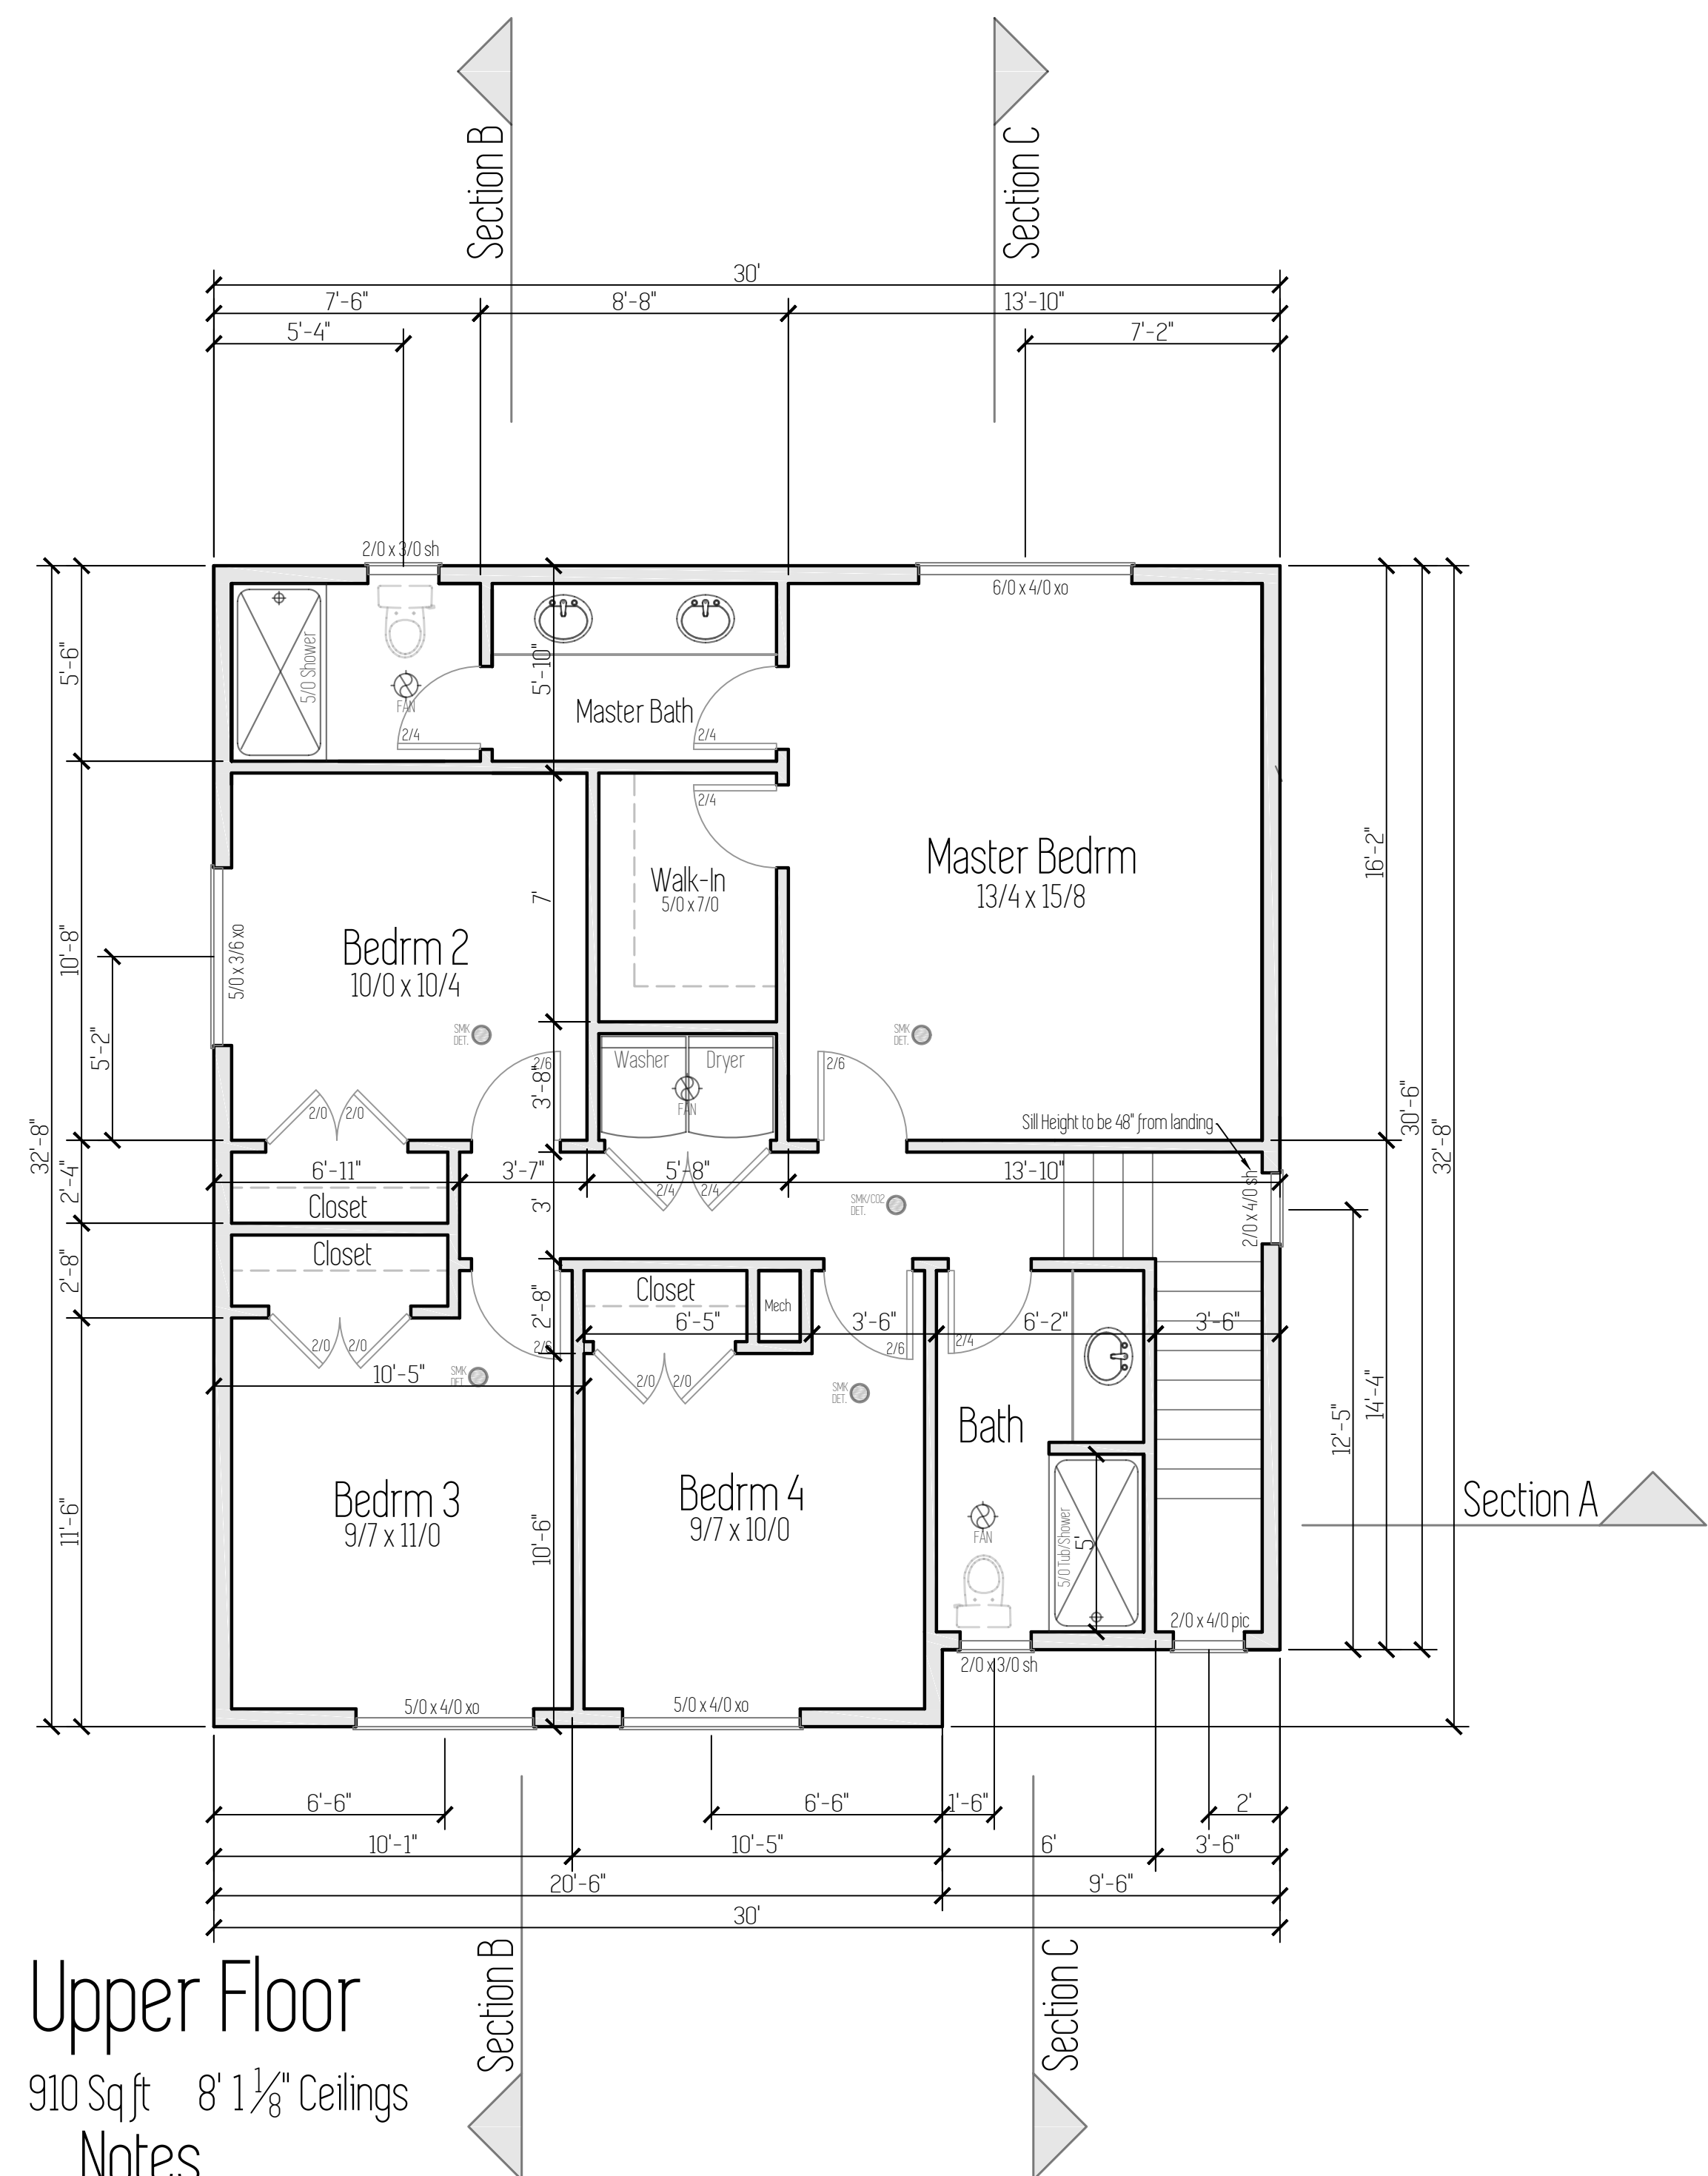 Section B
Section C
30'
7'-6"
8'-8"
13'-10"
5'-4"
7'-2"
2/0 x 3/0 sh
6/0 x 4/0 xo
5/0 Shower
FAN
2/4
5'-10"
Master Bath
2/4
5'-6"
2/4
Walk-In
5/0 x 7/0
7'
Master Bedrm
13/4 x 15/8
16'-2"
Bedrm 2
10/0 x 10/4
5/0 x 3/6 xo
10'-8"
5'-2"
SMK
DET.
SMK
DET.
2/6
3'-8"
Washer
Dryer
FAN
2/6
2/0
2/0
Sill Height to be 48" from landing
30'-6"
32'-8"
32'-8"
2'-4"
6'-11"
3'-7"
5'-8"
13'-10"
2/4
2/4
3'
Closet
SMK/CO2
DET.
2/0 x 4/0 sh
Closet
2'-8"
Closet
Mech
2'-8"
6'-5"
3'-6"
6'-2"
3'-6"
2/0
2/0
2/6
2/6
2/4
10'-5"
SMK
DET.
2/0
2/0
SMK
DET.
12'-5"
14'-4"
Bath
Bedrm 3
9/7 x 11/0
Bedrm 4
9/7 x 10/0
11'-6"
10'-6"
FAN
5/0 Tub/Shower
5'
Section A
2/0 x 4/0 pic
2/0 x 3/0 sh
5/0 x 4/0 xo
5/0 x 4/0 xo
6'-6"
6'-6"
1'-6"
2'
10'-1"
10'-5"
6'
3'-6"
20'-6"
9'-6"
30'
Section B
Section C
Upper Floor
910 Sq ft 8' 1 1/8" Ceilings
Notes